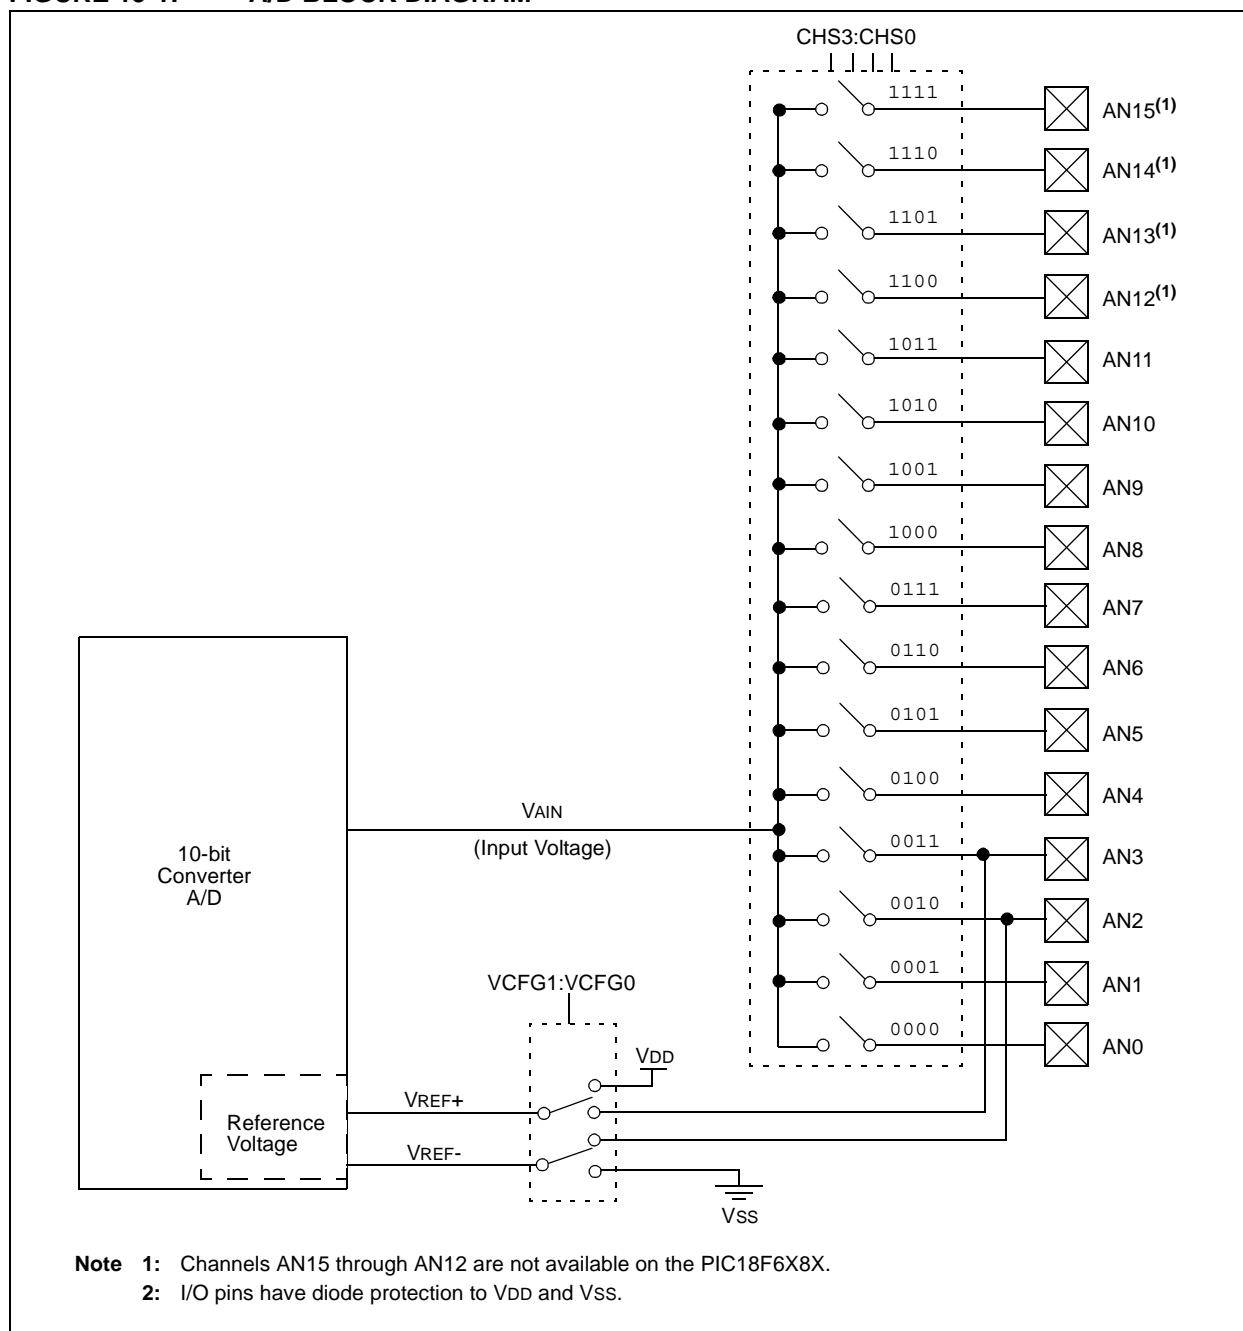 CHS3:CHS0
1111
AN15(1)
1110
AN14(1)
1101
AN13(1)
1100
AN12(1)
1011
AN11
1010
AN10
1001
AN9
1000
AN8
0111
AN7
0110
AN6
0101
AN5
0100
AN4
VAIN
(Input Voltage)
0011
AN3
10-bit
Converter
A/D
0010
AN2
0001
AN1
VCFG1:VCFG0
0000
AN0
VDD
VREF+
Reference
Voltage
VREF-
VSS
Note 1: Channels AN15 through AN12 are not available on the PIC18F6X8X.
2: I/O pins have diode protection to VDD and VSS.